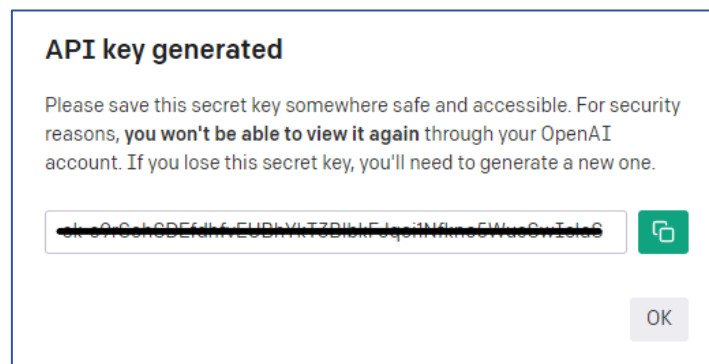 API key generated
Please save this secret key somewhere safe and accessible. For security
reasons, you won't be able to view it again through your OpenAI
account. If you lose this secret key, you'll need to generate a new one.
OK